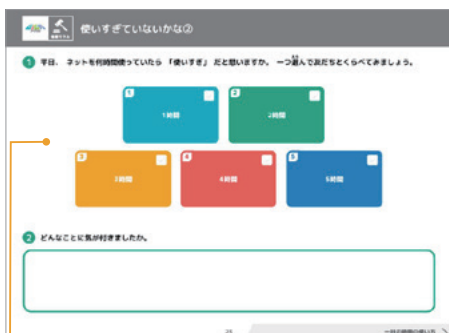 使いすぎていないかな②
1 平日、ネットを何時間使っていたら「使いすぎ」だと思いますか。一つ選んで友だちとくらべてみましょう。
1
1時間
2
2時間
3
3時間
4
4時間
5
5時間
2 どんなことに気が付きましたか。